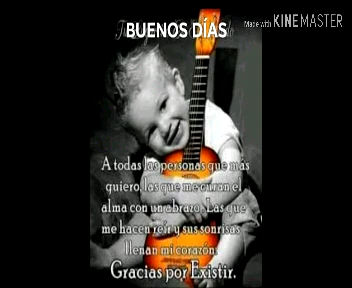 BUENOS DÍAS
Made with KINEMASTER
A todas las personas que más
quiero, las que me curan el
alma con un abrazo. Las que
me hacen reír y sus sonrisas
llenan mi corazón.
Gracias por Existir.